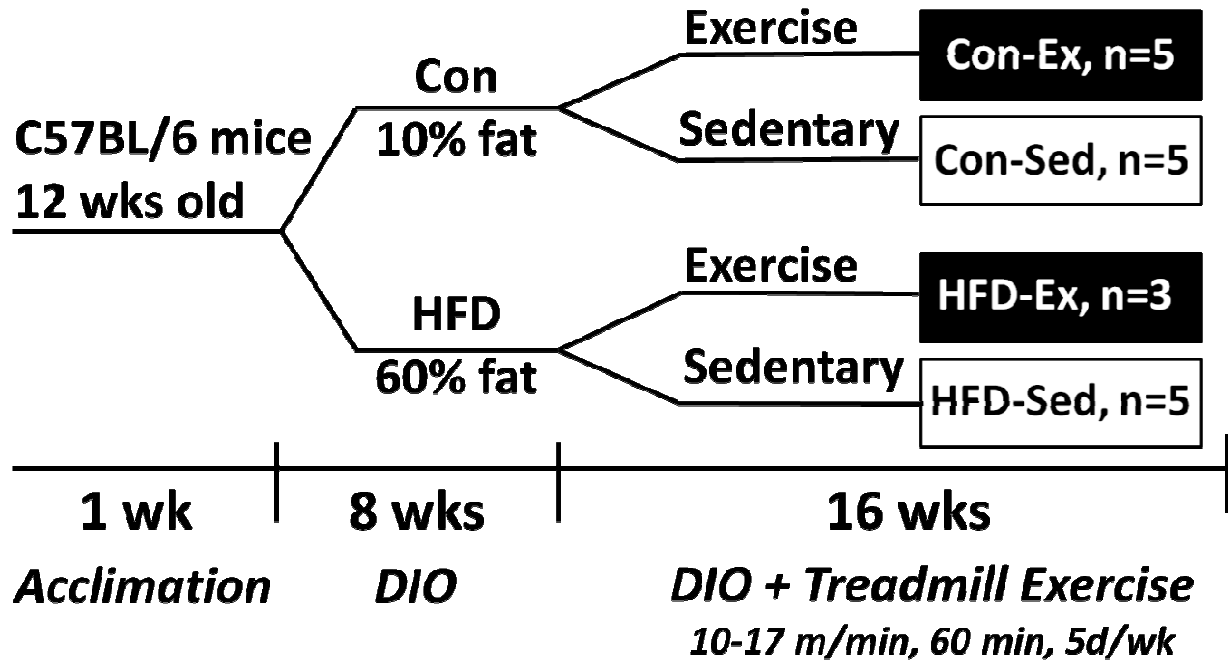 Exercise
Con-Ex, n=5
Con
10% fat
Sedentary
Con-Sed, n=5
C57BL/6 mice
12 wks old
Exercise
HFD-Ex, n=3
HFD
60% fat
Sedentary
HFD-Sed, n=5
1 wk
8 wks
16 wks
Acclimation
DIO
DIO + Treadmill Exercise
10-17 m/min, 60 min, 5d/wk